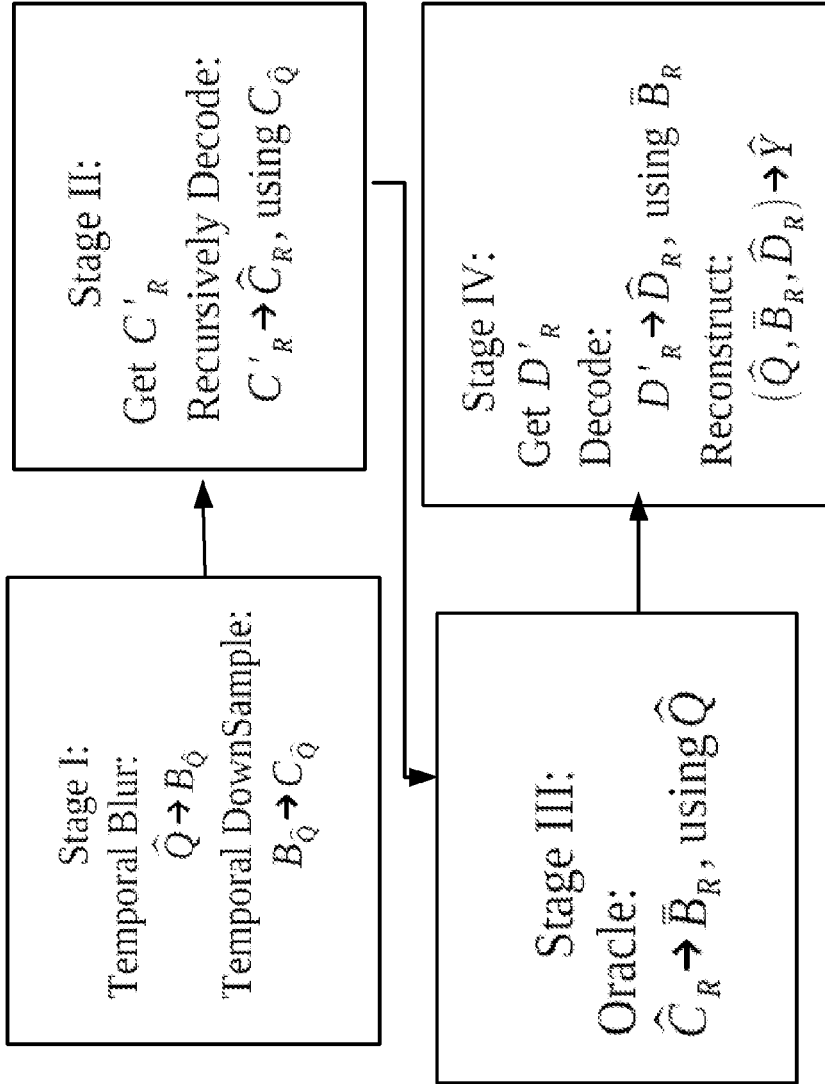 Stage I:
Temporal Blur:
Q̂ → B_Q̂
Temporal DownSample:
B_Q̂ → C_Q̂
Stage II:
Get C'_R
Recursively Decode:
C'_R → Ĉ_R, using C_Q̂
Stage III:
Oracle:
Ĉ_R → B̿_R, using Q̂
Stage IV:
Get D'_R
Decode:
D'_R → D̂_R, using B̿_R
Reconstruct:
(Q̂, B̿_R, D̂_R) → Ŷ